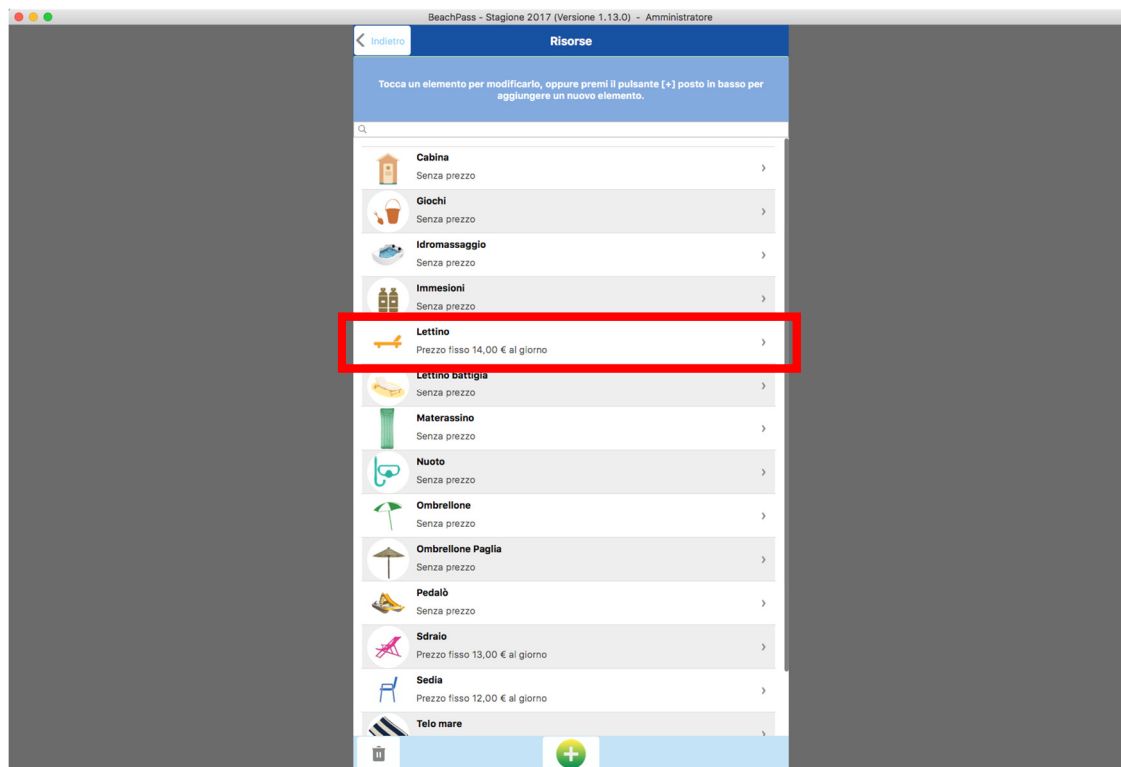 BeachPass - Stagione 2017 (Versione 1.13.0) - Amministratore
Indietro
Risorse
Tocca un elemento per modificarlo, oppure premi il pulsante [+] posto in basso per
aggiungere un nuovo elemento.
Cabina
Senza prezzo
Giochi
Senza prezzo
Idromassaggio
Senza prezzo
Immesioni
Senza prezzo
Lettino
Prezzo fisso 14,00 € al giorno
Lettino battigia
Senza prezzo
Materassino
Senza prezzo
Nuoto
Senza prezzo
Ombrellone
Senza prezzo
Ombrellone Paglia
Senza prezzo
Pedalò
Senza prezzo
Sdraio
Prezzo fisso 13,00 € al giorno
Sedia
Prezzo fisso 12,00 € al giorno
Telo mare